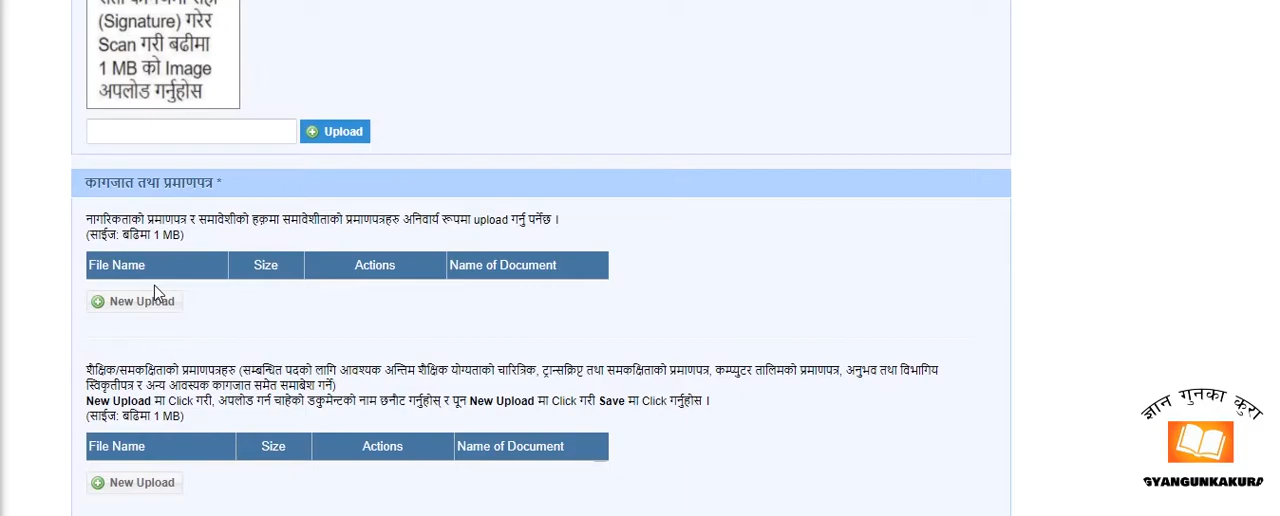 (Signature) गरेर
Scan गरी बढीमा
1 MB को Image
अपलोड गर्नुहोस
Upload
कागजात तथा प्रमाणपत्र *
नागरिकताको प्रमाणपत्र र समावेशीको हकमा समावेशीताको प्रमाणपत्रहरु अनिवार्य रूपमा upload गर्नु पर्नेछ ।
(साईज: बढिमा 1 MB)
File Name Size Actions Name of Document
New Upload
शैक्षिक/समकक्षिताको प्रमाणपत्रहरु (सम्बन्धित पदको लागि आवश्यक अन्तिम शैक्षिक योग्यताको चारित्रिक, ट्रान्सक्रिप्ट तथा समकक्षिताको प्रमाणपत्र, कम्प्युटर तालिमको प्रमाणपत्र, अनुभव तथा विभागिय
स्विकृतीपत्र र अन्य आवस्यक कागजात समेत समाबेश गर्ने)
New Upload मा Click गरी, अपलोड गर्न चाहेको डकुमेन्टको नाम छनौट गर्नुहोस् र पून New Upload मा Click गरी Save मा Click गर्नुहोस ।
(साईज: बढिमा 1 MB)
File Name Size Actions Name of Document
New Upload
ज्ञान गुनका कुरा
GYANGUNKAKURA